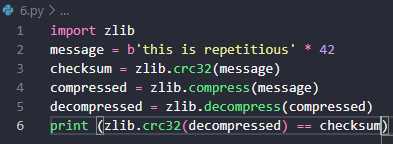 6.py > ...
1 import zlib
2 message = b'this is repetitious' * 42
3 checksum = zlib.crc32(message)
4 compressed = zlib.compress(message)
5 decompressed = zlib.decompress(compressed)
6 print (zlib.crc32(decompressed) == checksum)